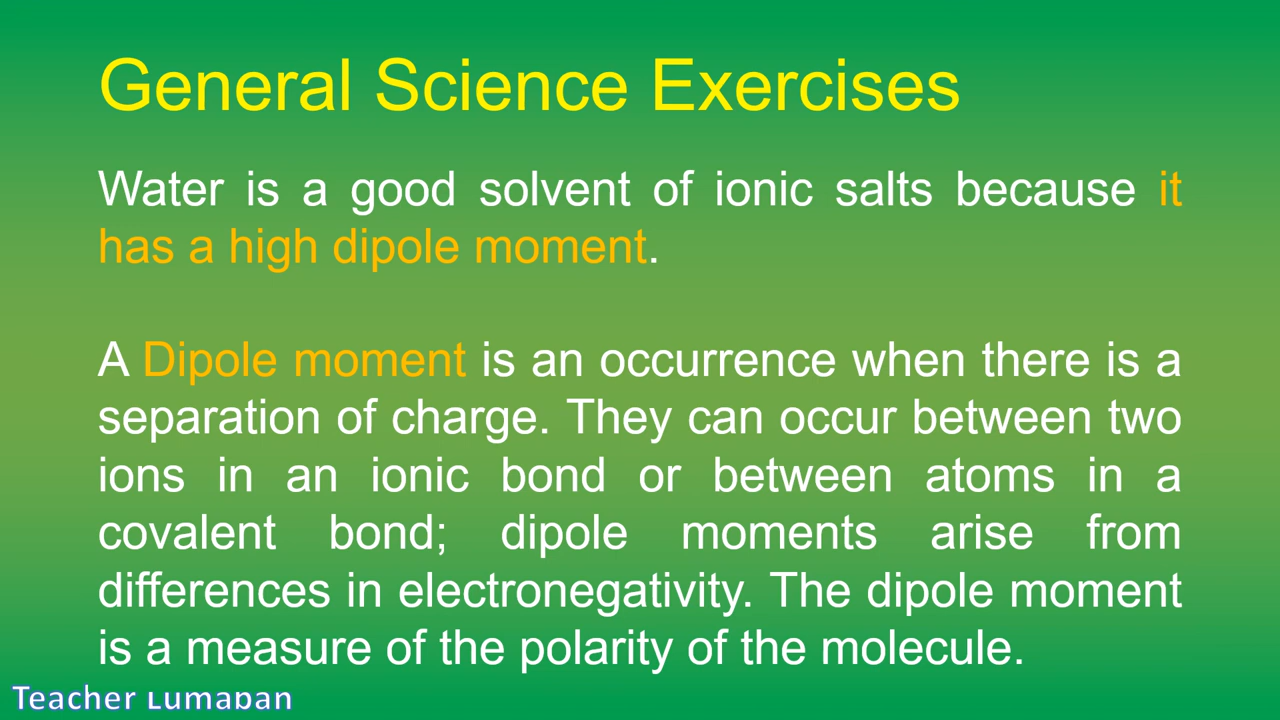 General Science Exercises
Water is a good solvent of ionic salts because it
has a high dipole moment.
A Dipole moment is an occurrence when there is a
separation of charge. They can occur between two
ions in an ionic bond or between atoms in a
covalent bond; dipole moments arise from
differences in electronegativity. The dipole moment
is a measure of the polarity of the molecule.
Teacher Lumapan